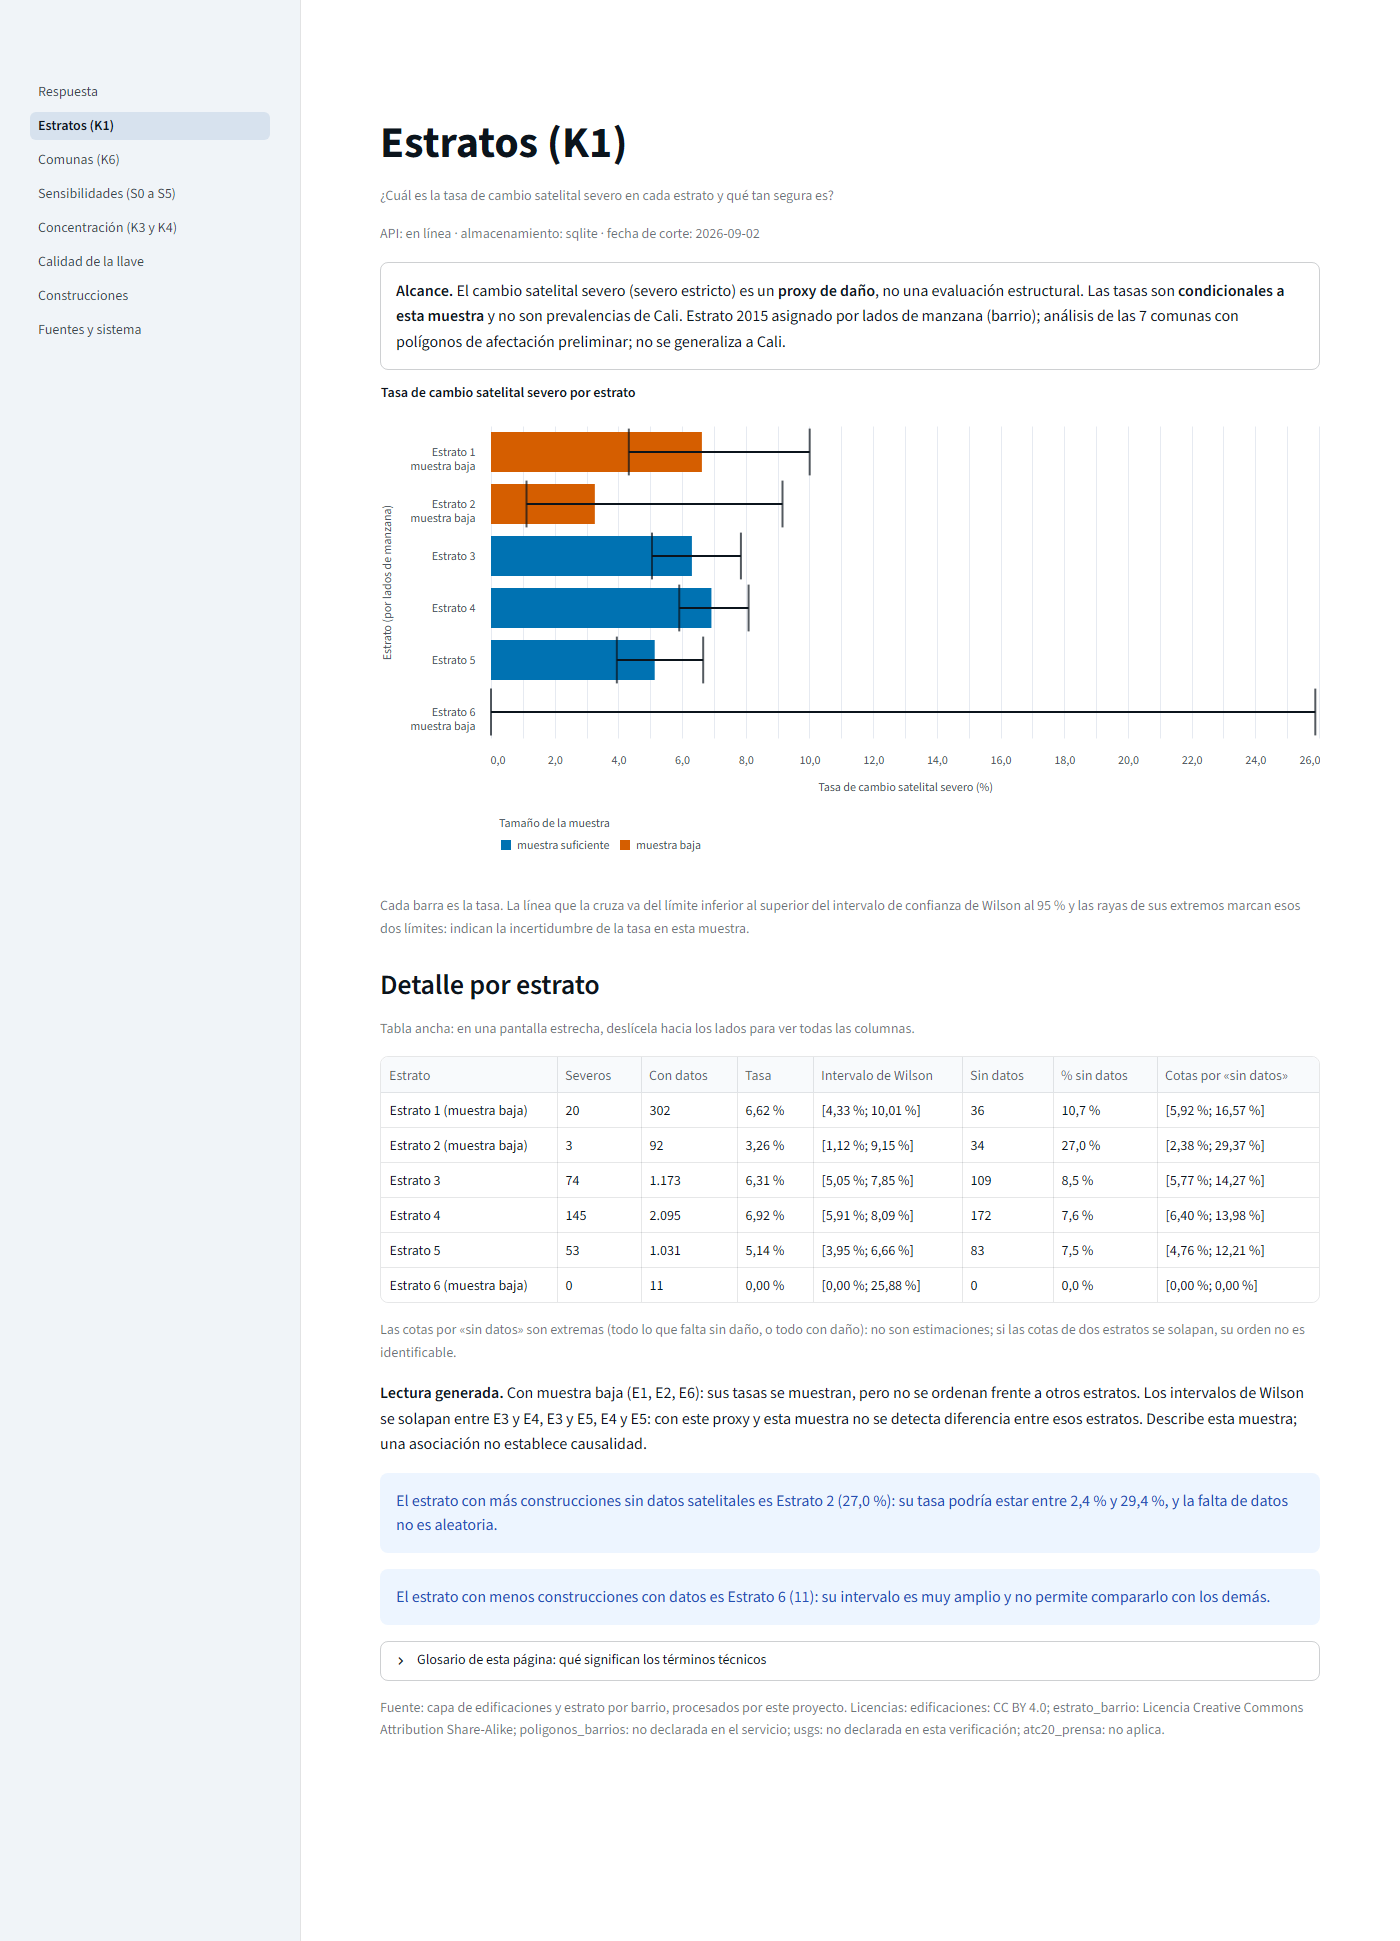 Respuesta
Estratos (K1)
Comunas (K6)
Sensibilidades (S0 a S5)
Concentración (K3 y K4)
Calidad de la llave
Construcciones
Fuentes y sistema
Estratos (K1)
¿Cuál es la tasa de cambio satelital severo en cada estrato y qué tan segura es?
API: en línea · almacenamiento: sqlite · fecha de corte: 2026-09-02
Alcance. El cambio satelital severo (severo estricto) es un proxy de daño, no una evaluación estructural. Las tasas son condicionales a
esta muestra y no son prevalencias de Cali. Estrato 2015 asignado por lados de manzana (barrio); análisis de las 7 comunas con
polígonos de afectación preliminar; no se generaliza a Cali.
Tasa de cambio satelital severo por estrato
Estrato (por lados de manzana)
Estrato 1
muestra baja
Estrato 2
muestra baja
Estrato 3
Estrato 4
Estrato 5
Estrato 6
muestra baja
0,0 2,0 4,0 6,0 8,0 10,0 12,0 14,0 16,0 18,0 20,0 22,0 24,0 26,0
Tasa de cambio satelital severo (%)
Tamaño de la muestra
muestra suficiente muestra baja
Cada barra es la tasa. La línea que la cruza va del límite inferior al superior del intervalo de confianza de Wilson al 95 % y las rayas de sus extremos marcan esos
dos límites: indican la incertidumbre de la tasa en esta muestra.
Detalle por estrato
Tabla ancha: en una pantalla estrecha, deslícela hacia los lados para ver todas las columnas.
Estrato Severos Con datos Tasa Intervalo de Wilson Sin datos % sin datos Cotas por «sin datos»
Estrato 1 (muestra baja) 20 302 6,62 % [4,33 %; 10,01 %] 36 10,7 % [5,92 %; 16,57 %]
Estrato 2 (muestra baja) 3 92 3,26 % [1,12 %; 9,15 %] 34 27,0 % [2,38 %; 29,37 %]
Estrato 3 74 1.173 6,31 % [5,05 %; 7,85 %] 109 8,5 % [5,77 %; 14,27 %]
Estrato 4 145 2.095 6,92 % [5,91 %; 8,09 %] 172 7,6 % [6,40 %; 13,98 %]
Estrato 5 53 1.031 5,14 % [3,95 %; 6,66 %] 83 7,5 % [4,76 %; 12,21 %]
Estrato 6 (muestra baja) 0 11 0,00 % [0,00 %; 25,88 %] 0 0,0 % [0,00 %; 0,00 %]
Las cotas por «sin datos» son extremas (todo lo que falta sin daño, o todo con daño): no son estimaciones; si las cotas de dos estratos se solapan, su orden no es
identificable.
Lectura generada. Con muestra baja (E1, E2, E6): sus tasas se muestran, pero no se ordenan frente a otros estratos. Los intervalos de Wilson
se solapan entre E3 y E4, E3 y E5, E4 y E5: con este proxy y esta muestra no se detecta diferencia entre esos estratos. Describe esta muestra;
una asociación no establece causalidad.
El estrato con más construcciones sin datos satelitales es Estrato 2 (27,0 %): su tasa podría estar entre 2,4 % y 29,4 %, y la falta de datos
no es aleatoria.
El estrato con menos construcciones con datos es Estrato 6 (11): su intervalo es muy amplio y no permite compararlo con los demás.
Glosario de esta página: qué significan los términos técnicos
Fuente: capa de edificaciones y estrato por barrio, procesados por este proyecto. Licencias: edificaciones: CC BY 4.0; estrato_barrio: Licencia Creative Commons
Attribution Share-Alike; poligonos_barrios: no declarada en el servicio; usgs: no declarada en esta verificación; atc20_prensa: no aplica.